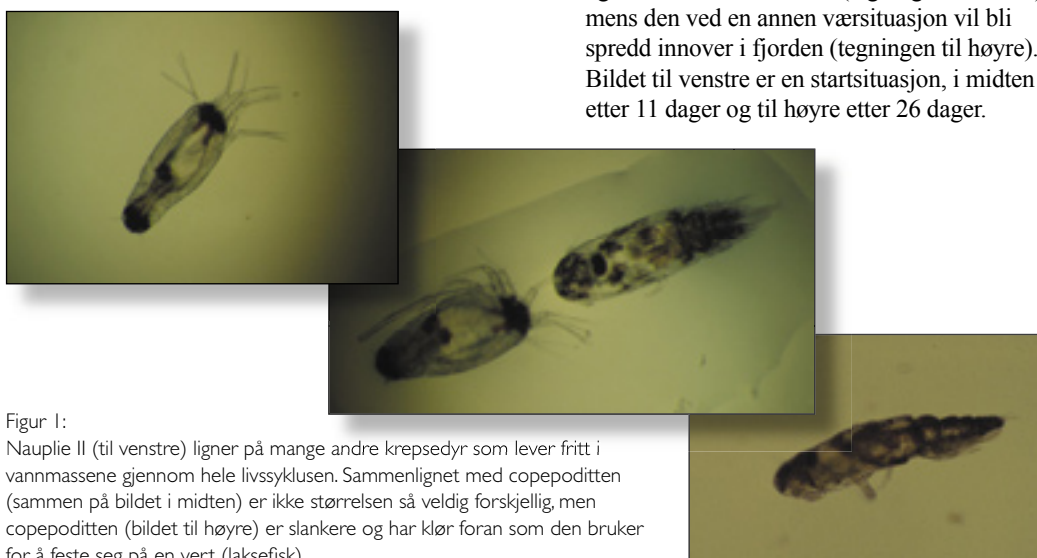 mens den ved en annen værsituasjon vil bli
spredd innover i fjorden (tegningen til høyre).
Bildet til venstre er en startsituasjon, i midten
etter 11 dager og til høyre etter 26 dager.
Figur 1:
Nauplie II (til venstre) ligner på mange andre krepsedyr som lever fritt i
vannmassene gjennom hele livssyklusen. Sammenlignet med copepoditten
(sammen på bildet i midten) er ikke størrelsen så veldig forskjellig, men
copepoditten (bildet til høyre) er slankere og har klør foran som den bruker
for å feste seg på en vert (laksefisk)